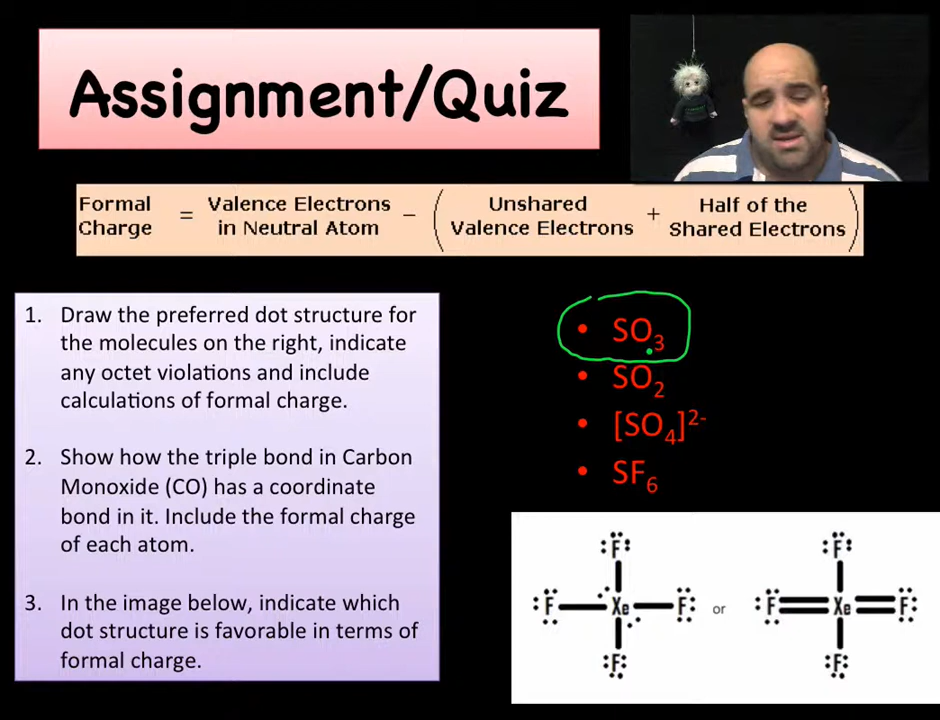 Assignment/Quiz
Formal Charge = Valence Electrons in Neutral Atom − ( Unshared Valence Electrons + Half of the Shared Electrons )
1. Draw the preferred dot structure for
the molecules on the right, indicate
any octet violations and include
calculations of formal charge.
2. Show how the triple bond in Carbon
Monoxide (CO) has a coordinate
bond in it. Include the formal charge
of each atom.
3. In the image below, indicate which
dot structure is favorable in terms of
formal charge.
• SO₃
• SO₂
• [SO₄]²⁻
• SF₆
F
F Xe F
F
or
F
F Xe F
F